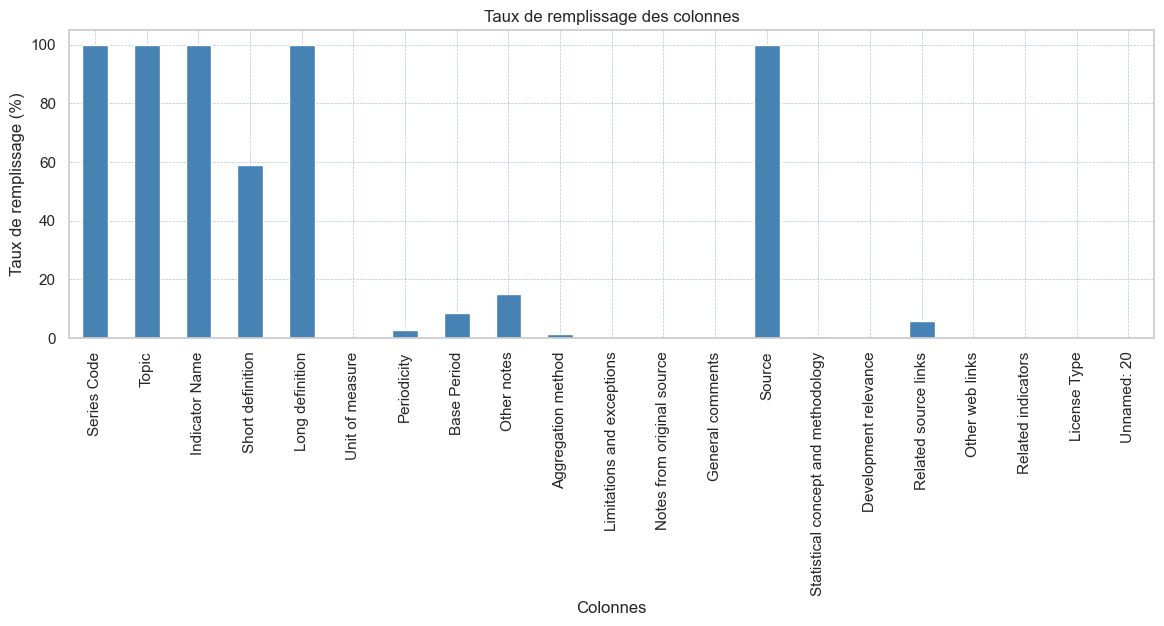 Taux de remplissage des colonnes
Taux de remplissage (%)
100
80
60
40
20
0
Series Code
Topic
Indicator Name
Short definition
Long definition
Unit of measure
Periodicity
Base Period
Other notes
Aggregation method
Limitations and exceptions
Notes from original source
General comments
Source
Statistical concept and methodology
Development relevance
Related source links
Other web links
Related indicators
License Type
Unnamed: 20
Colonnes